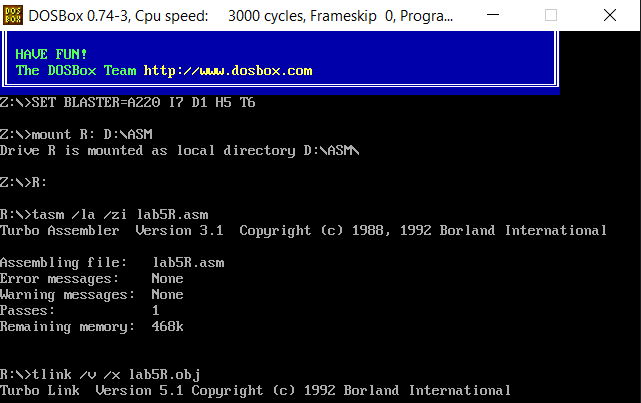 DOSBox 0.74-3, Cpu speed:    3000 cycles, Frameskip  0, Progra...
HAVE FUN!
The DOSBox Team http://www.dosbox.com
Z:\>SET BLASTER=A220 I7 D1 H5 T6
Z:\>mount R: D:\ASM
Drive R is mounted as local directory D:\ASM\
Z:\>R:
R:\>tasm /la /zi lab5R.asm
Turbo Assembler  Version 3.1  Copyright (c) 1988, 1992 Borland International
Assembling file:   lab5R.asm
Error messages:    None
Warning messages:  None
Passes:            1
Remaining memory:  468k
R:\>tlink /v /x lab5R.obj
Turbo Link  Version 5.1 Copyright (c) 1992 Borland International